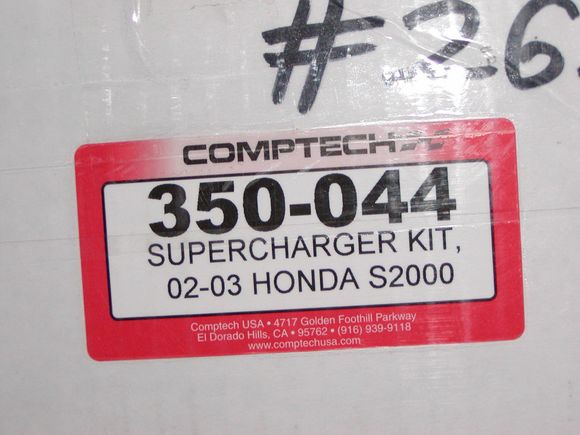 #26
COMPTECH
350-044
SUPERCHARGER KIT,
02-03 HONDA S2000
Comptech USA • 4717 Golden Foothill Parkway
El Dorado Hills, CA • 95762 • (916) 939-9118
www.comptechusa.com